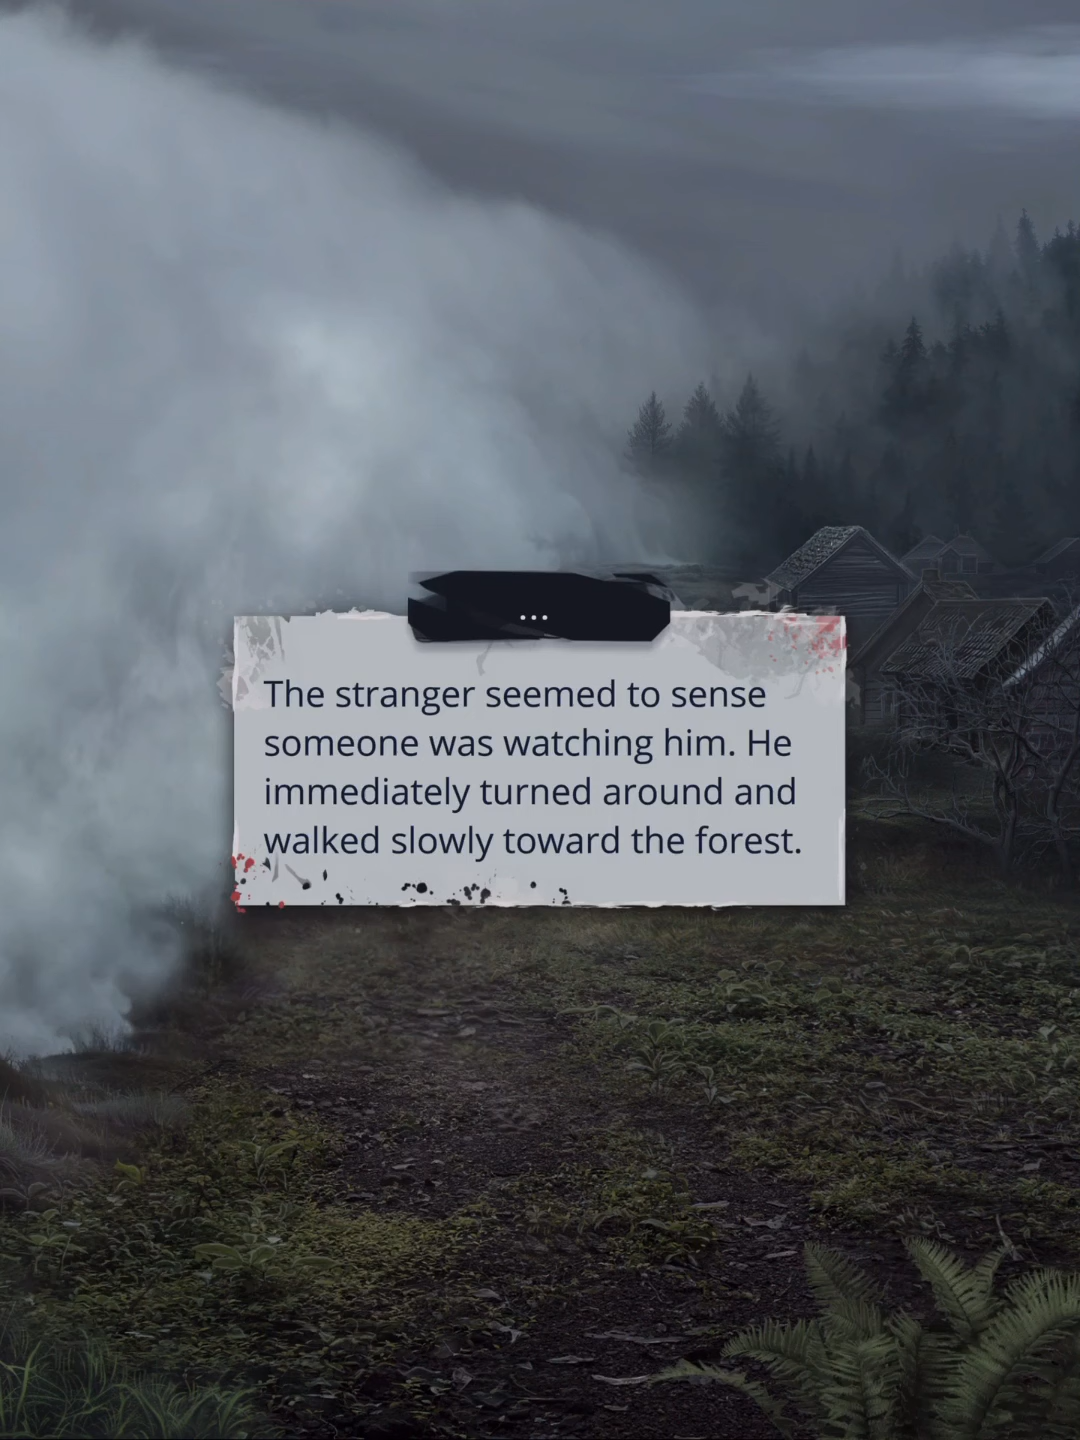 ...
The stranger seemed to sense
someone was watching him. He
immediately turned around and
walked slowly toward the forest.